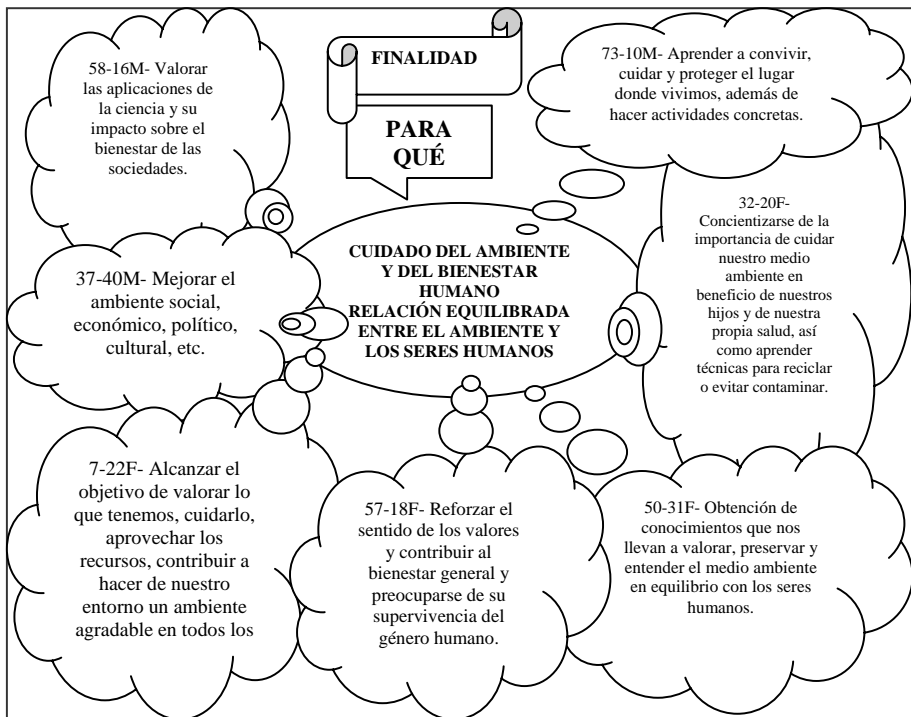 FINALIDAD
PARA
QUÉ
58-16M- Valorar
las aplicaciones de
la ciencia y su
impacto sobre el
bienestar de las
sociedades.
73-10M- Aprender a convivir,
cuidar y proteger el lugar
donde vivimos, además de
hacer actividades concretas.
37-40M- Mejorar el
ambiente social,
económico, político,
cultural, etc.
CUIDADO DEL AMBIENTE
Y DEL BIENESTAR
HUMANO
RELACIÓN EQUILIBRADA
ENTRE EL AMBIENTE Y
LOS SERES HUMANOS
32-20F-
Concientizarse de la
importancia de cuidar
nuestro medio
ambiente en
beneficio de nuestros
hijos y de nuestra
propia salud, así
como aprender
técnicas para reciclar
o evitar contaminar.
7-22F- Alcanzar el
objetivo de valorar lo
que tenemos, cuidarlo,
aprovechar los
recursos, contribuir a
hacer de nuestro
entorno un ambiente
agradable en todos los
57-18F- Reforzar el
sentido de los valores
y contribuir al
bienestar general y
preocuparse de su
supervivencia del
género humano.
50-31F- Obtención de
conocimientos que nos
llevan a valorar, preservar y
entender el medio ambiente
en equilibrio con los seres
humanos.